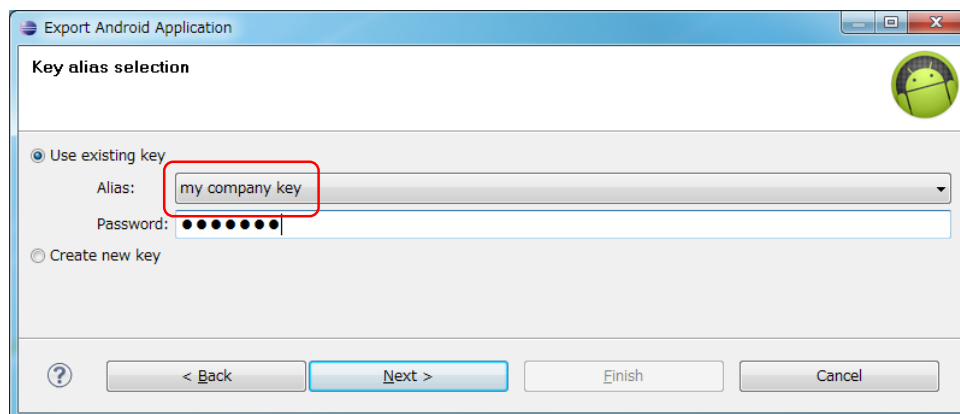 Export Android Application
Key alias selection
Use existing key
Alias: my company key
Password: ●●●●●●●
Create new key
< Back Next > Finish Cancel